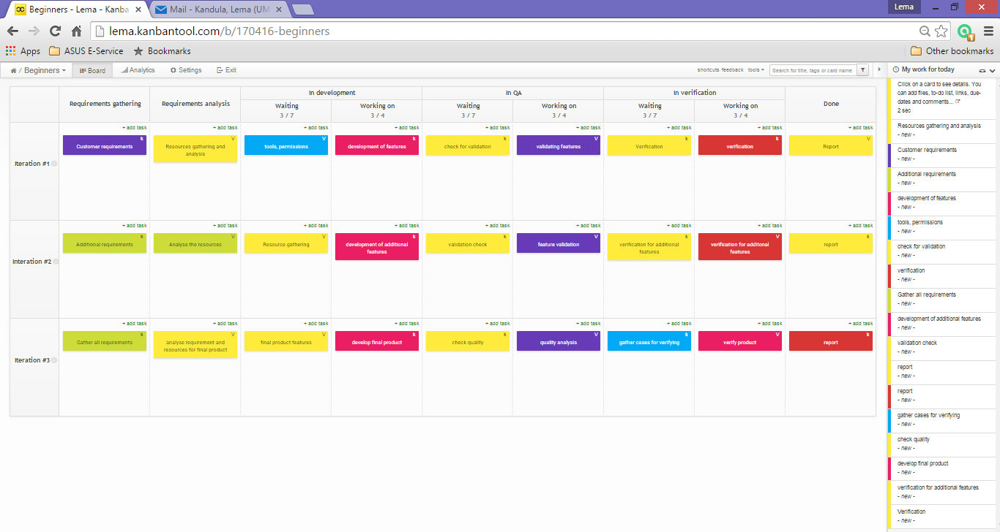 Beginners - Lema - Kanba
Mail - Kandula, Lema (UM
Lema
lema.kanbantool.com/b/170416-beginners
1
Apps
ASUS E-Service
Bookmarks
Other bookmarks
/ Beginners
Board
Analytics
Settings
Exit
shortcuts feedback tools
Search for title, tags or card name
My work for today
Requirements gathering
Requirements analysis
In development
In QA
In verification
Done
Waiting
3 / 7
Working on
3 / 4
Waiting
3 / 7
Working on
3 / 4
Waiting
3 / 7
Working on
3 / 4
Iteration #1
+ add task
+ add task
+ add task
+ add task
+ add task
+ add task
+ add task
+ add task
+ add task
k
Customer requirements
V
Resources gathering and
analysis
V
tools, permissions
k
development of features
k
check for validation
V
validating features
k
Verification
k
verification
V
Report
Interation #2
+ add task
+ add task
+ add task
+ add task
+ add task
+ add task
+ add task
+ add task
+ add task
k
Additional requirements
V
Analyse the resources
V
Resource gathering
k
development of additional
features
k
validation check
V
feature validation
k
verification for additional
features
V
verification for additonal
features
k
report
Iteration #3
+ add task
+ add task
+ add task
+ add task
+ add task
+ add task
+ add task
+ add task
+ add task
k
Gather all requirements
V
analyse requirement and
resources for final product
V
final product features
k
develop final product
k
check quality
V
quality analysis
k
gather cases for verifying
V
verify product
k
report
Click on a card to see details. You
can add files, to-do list, links, due-
dates and comments...
2 sec
Resources gathering and analysis
- new -
Customer requirements
- new -
Additional requirements
- new -
development of features
- new -
tools, permissions
- new -
check for validation
- new -
verification
- new -
Gather all requirements
- new -
development of additional features
- new -
validation check
- new -
report
- new -
report
- new -
gather cases for verifying
- new -
check quality
- new -
develop final product
- new -
verification for additional features
- new -
Verification
- new -